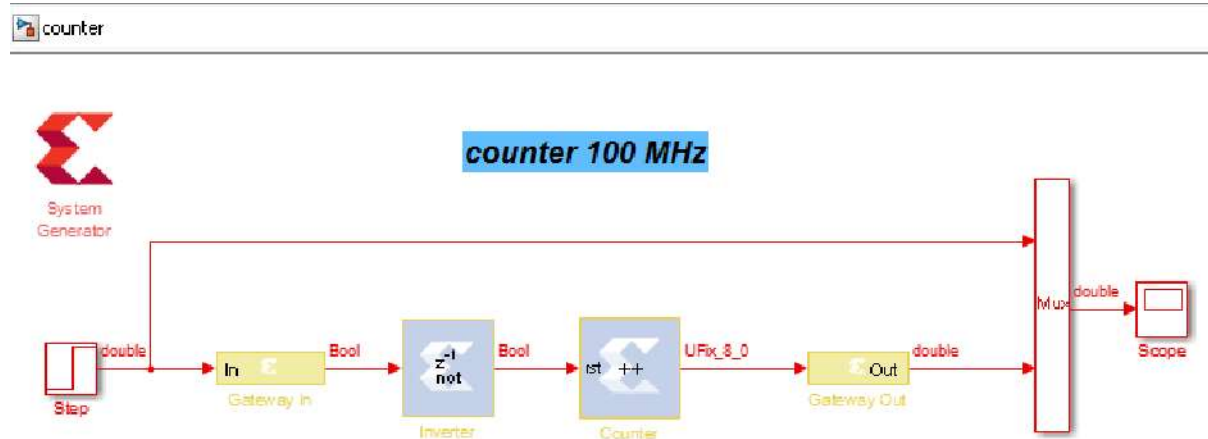 counter
counter 100 MHz
System
Generator
double
Step
In
Gateway In
Bool
z-1
not
Inverter
Bool
rst ++
Counter
UFix_8_0
Out
Gateway Out
double
Mux
double
Scope